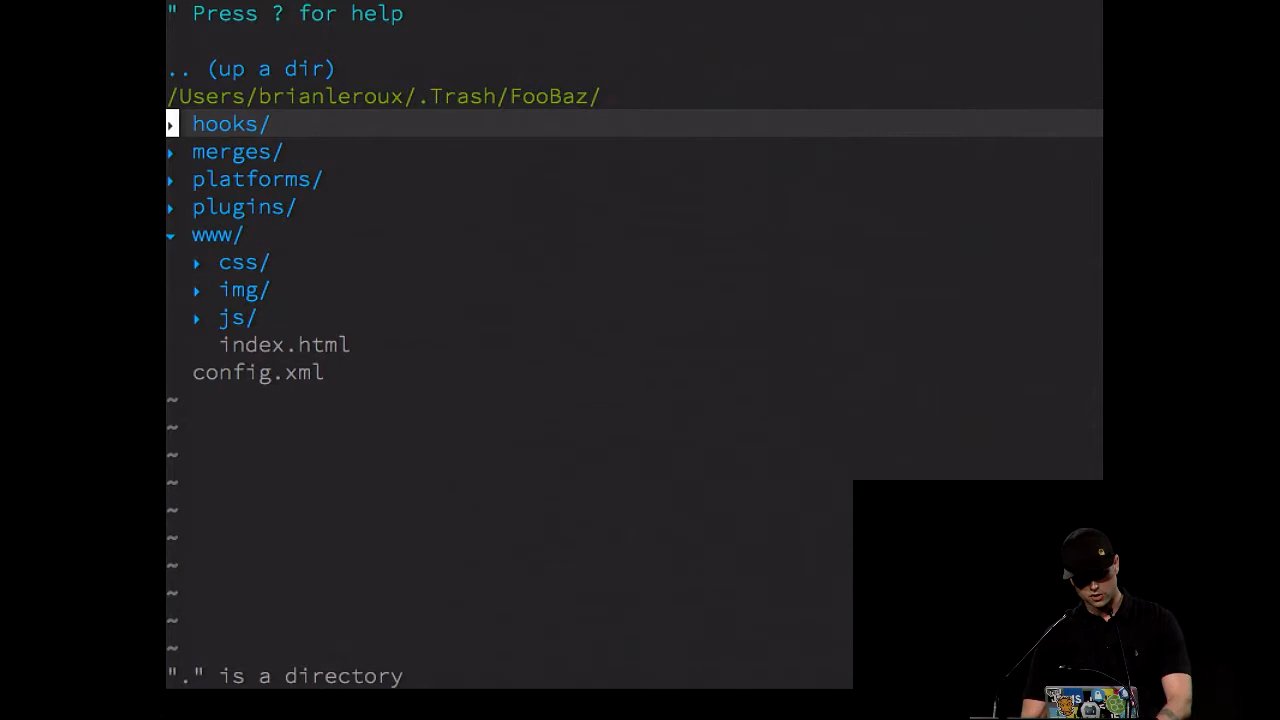 " Press ? for help
.. (up a dir)
/Users/brianleroux/.Trash/FooBaz/
▸ hooks/
▸ merges/
▸ platforms/
▸ plugins/
▾ www/
▸ css/
▸ img/
▸ js/
index.html
config.xml
~
~
~
~
~
~
~
~
~
~
"." is a directory